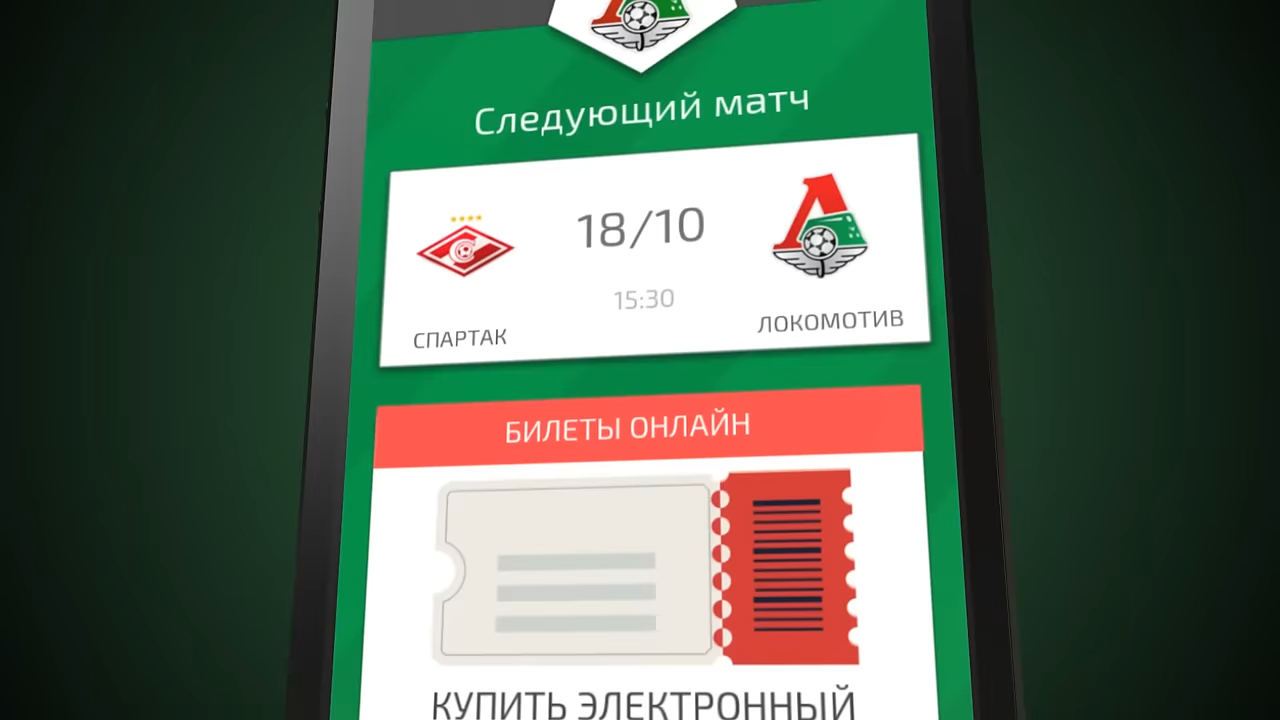 Следующий матч
18/10
15:30
СПАРТАК
ЛОКОМОТИВ
БИЛЕТЫ ОНЛАЙН
КУПИТЬ ЭЛЕКТРОННЫЙ